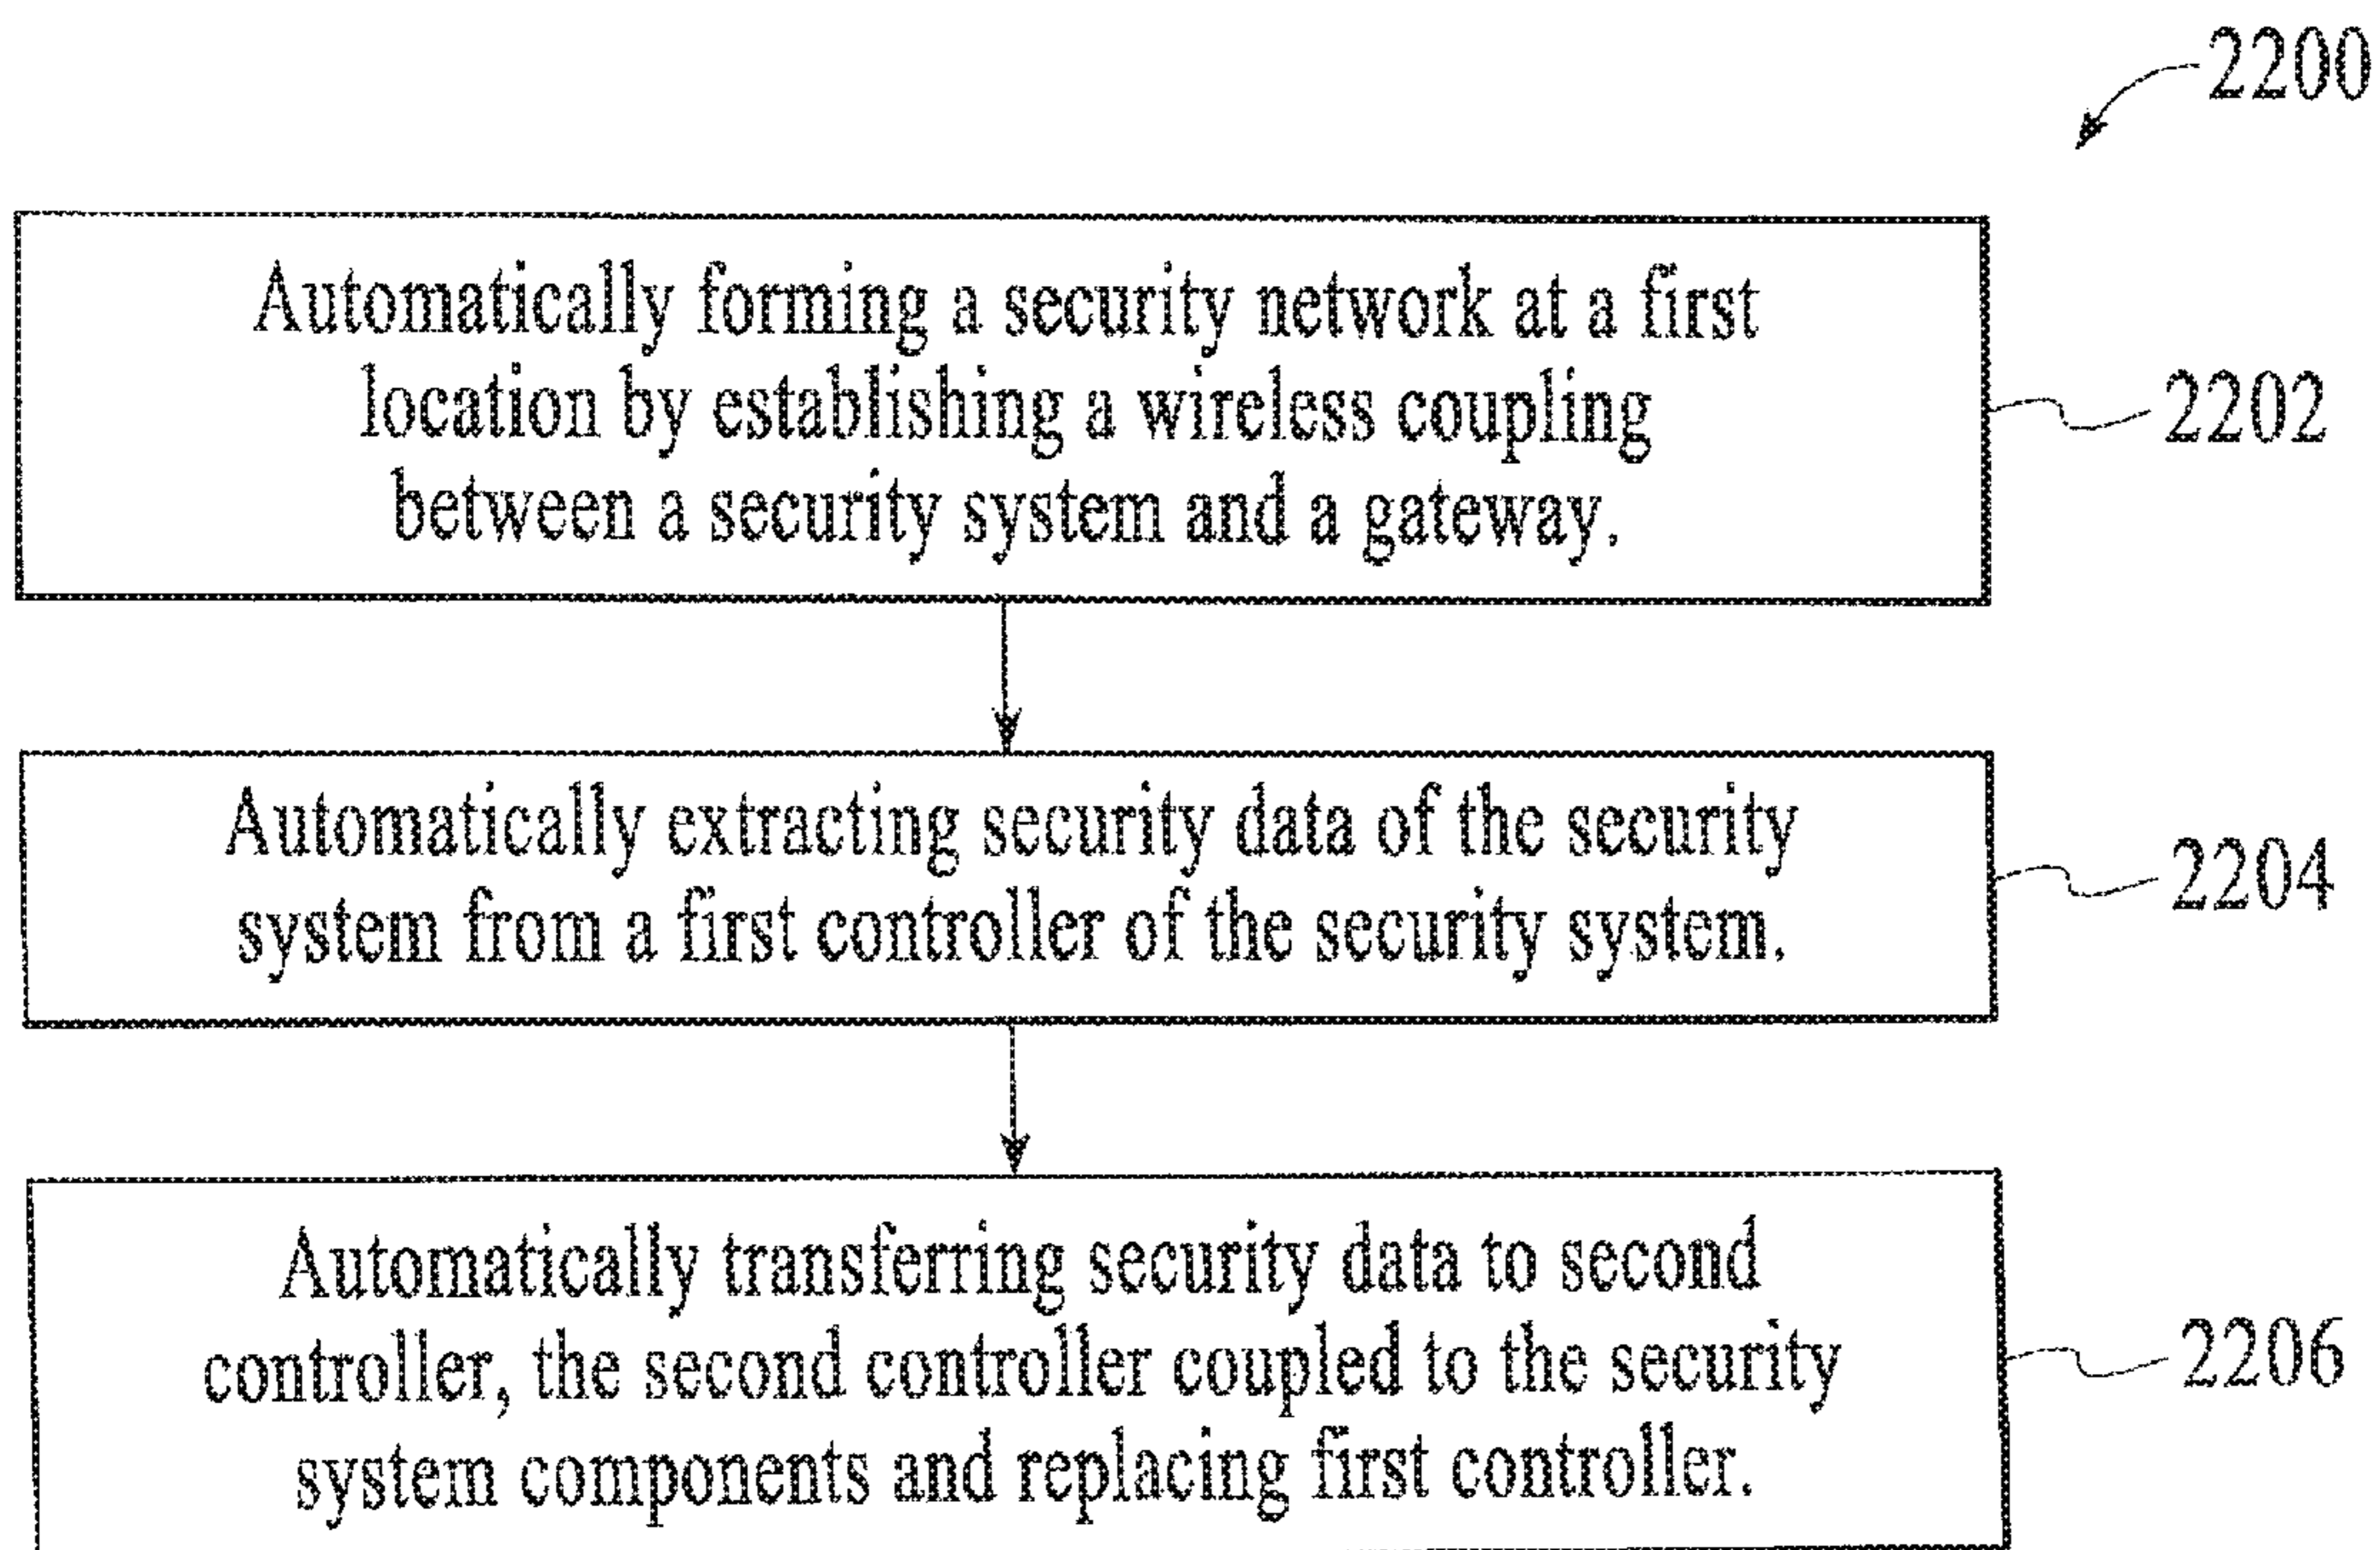 2200
Automatically forming a security network at a first
location by establishing a wireless coupling
between a security system and a gateway.
2202
Automatically extracting security data of the security
system from a first controller of the security system.
2204
Automatically transferring security data to second
controller, the second controller coupled to the security
system components and replacing first controller.
2206